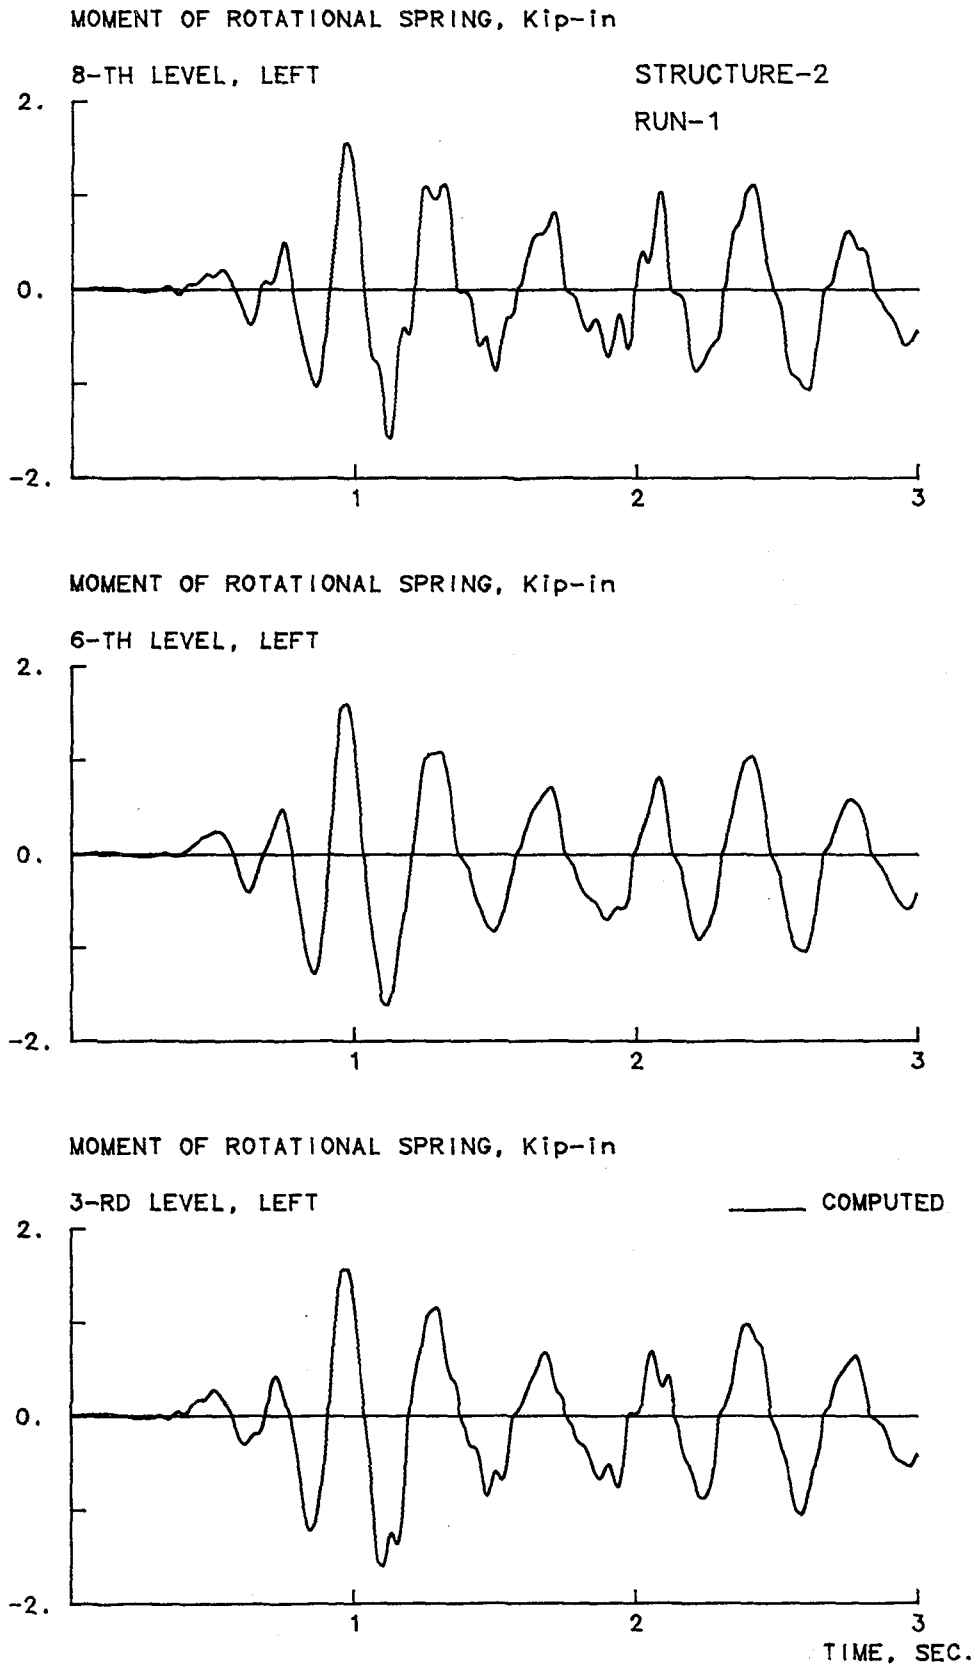 MOMENT OF ROTATIONAL SPRING, Kip-in
8-TH LEVEL, LEFT
STRUCTURE-2
RUN-1
2.
0.
-2.
1 2 3
MOMENT OF ROTATIONAL SPRING, Kip-in
6-TH LEVEL, LEFT
2.
0.
-2.
1 2 3
MOMENT OF ROTATIONAL SPRING, Kip-in
3-RD LEVEL, LEFT
COMPUTED
2.
0.
-2.
1 2 3
TIME, SEC.